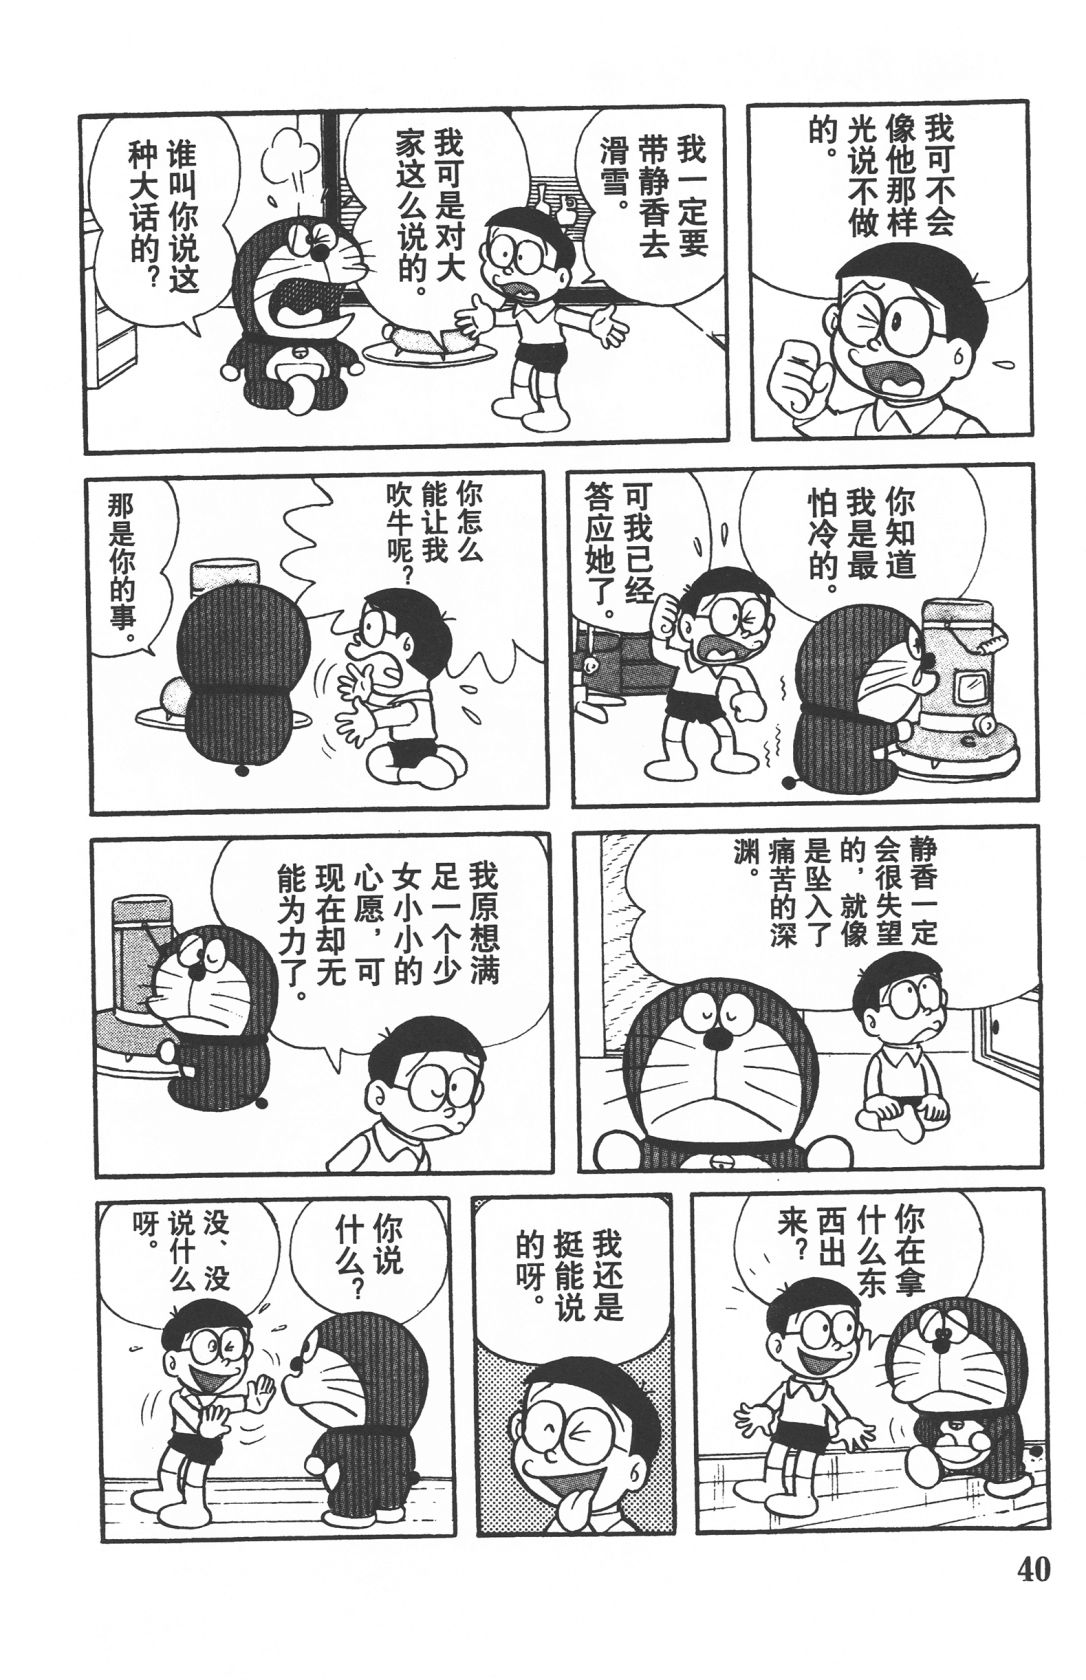 我可不会
像他那样
光说不做
的。
我一定要
带静香去
滑雪。
我可是对大
家这么说的。
谁叫你说这
种大话的？
你知道
我是最
怕冷的。
可我已经
答应她了。
你怎么
能让我
吹牛呢？
那是你的事。
静香一定
会很失望
的，就像
是坠入了
痛苦的深
渊。
我原想满
足一个少
女小小的
心愿，可
现在却无
能为力了。
你在拿
什么东
西出
来？
我还是
挺能说
的呀。
你说
什么？
没、没
说什么
呀。
40